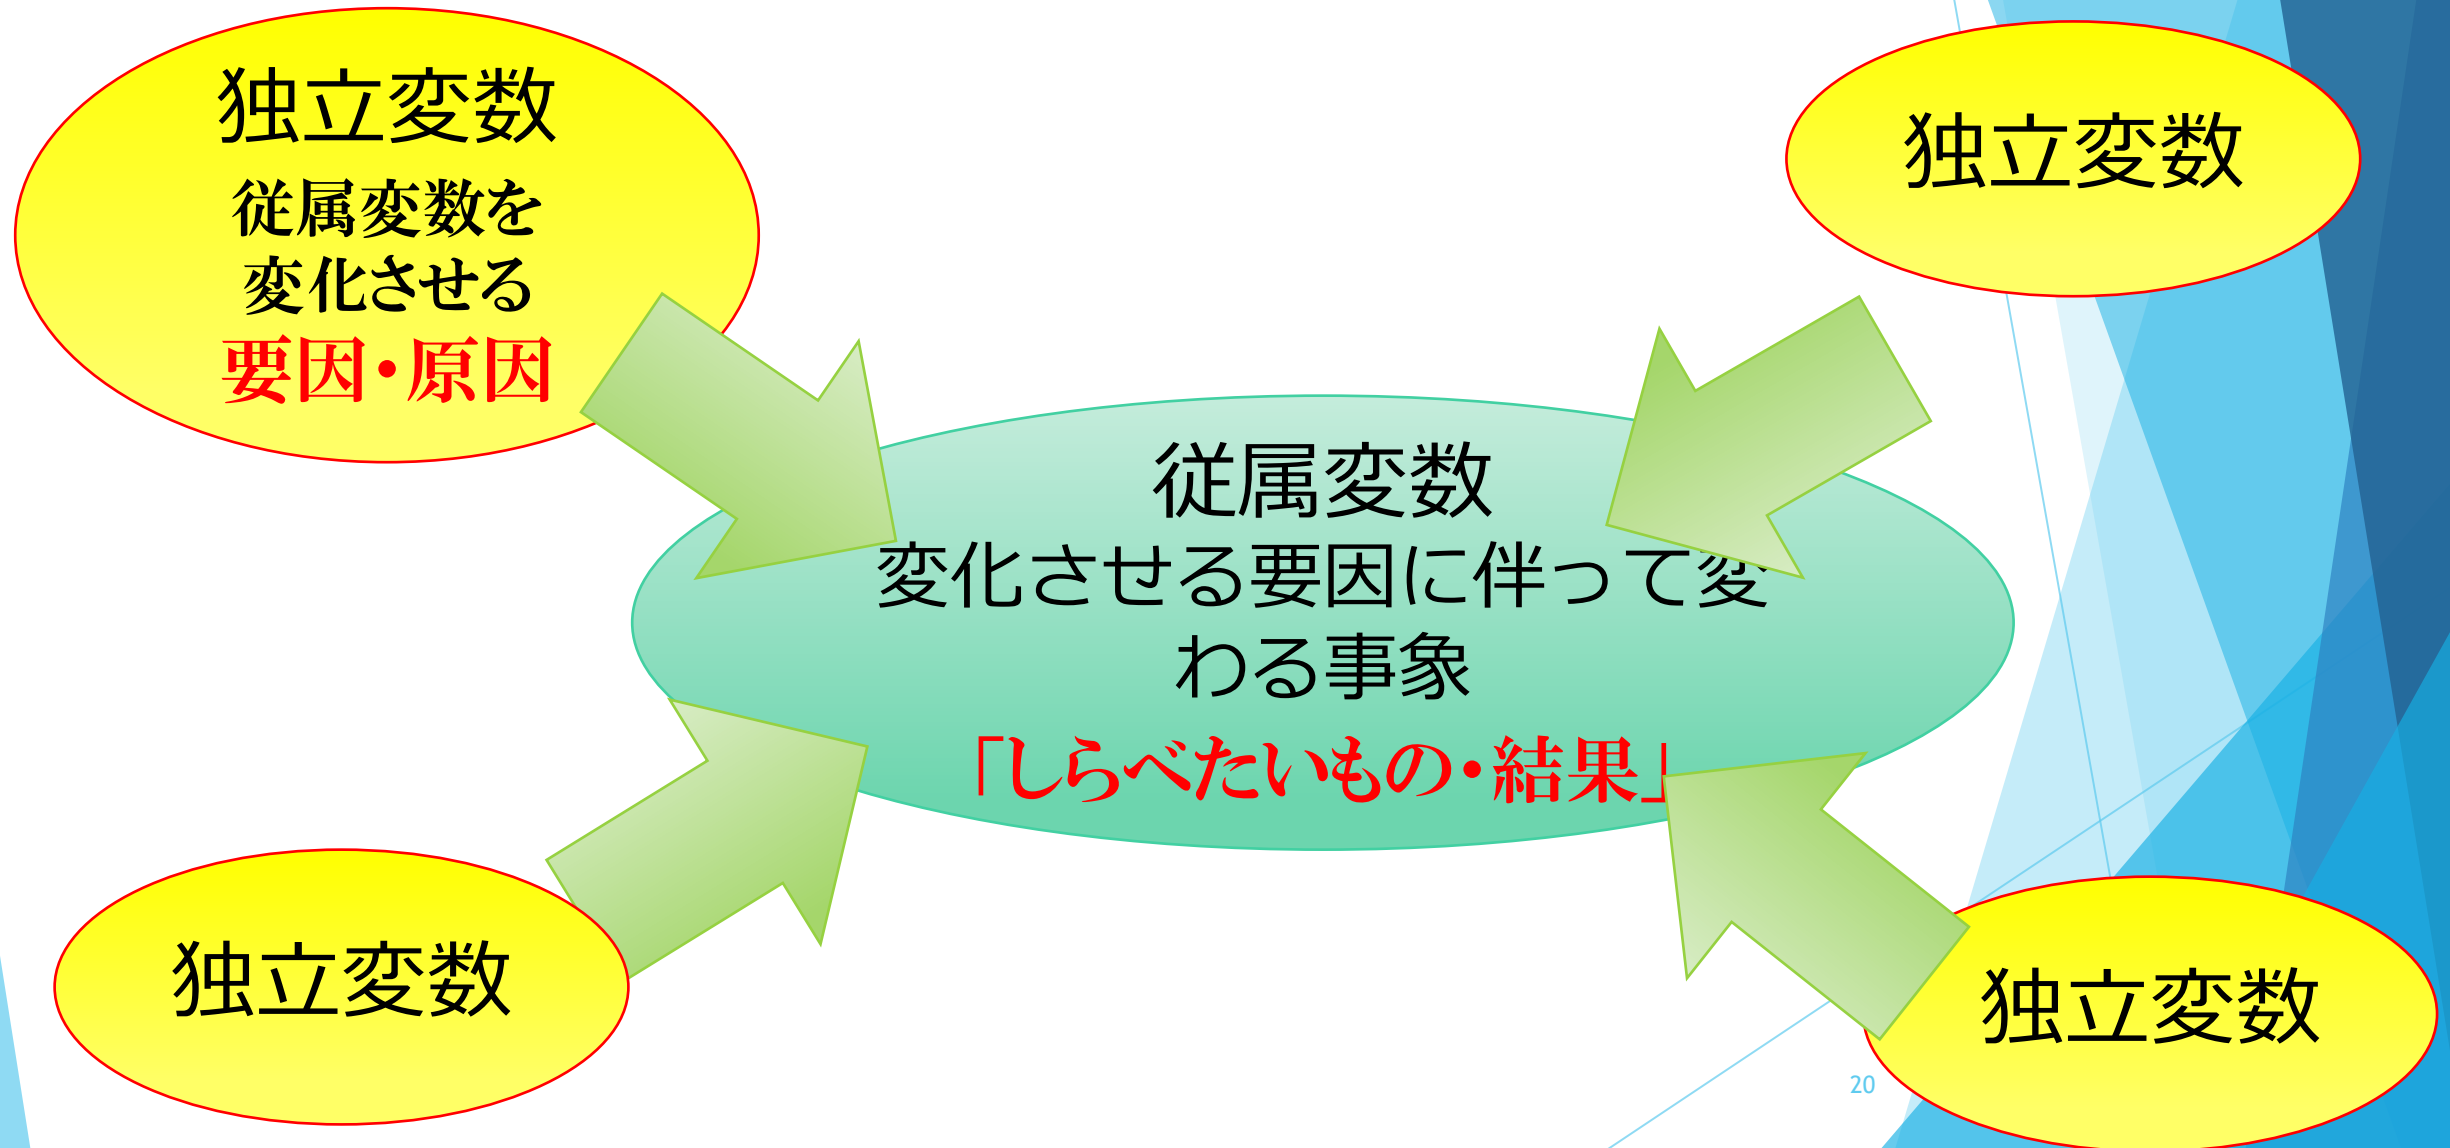 独立変数
従属変数を
変化させる
要因・原因
独立変数
従属変数
変化させる要因に伴って変
わる事象
「しらべたいもの・結果」
独立変数
独立変数
20